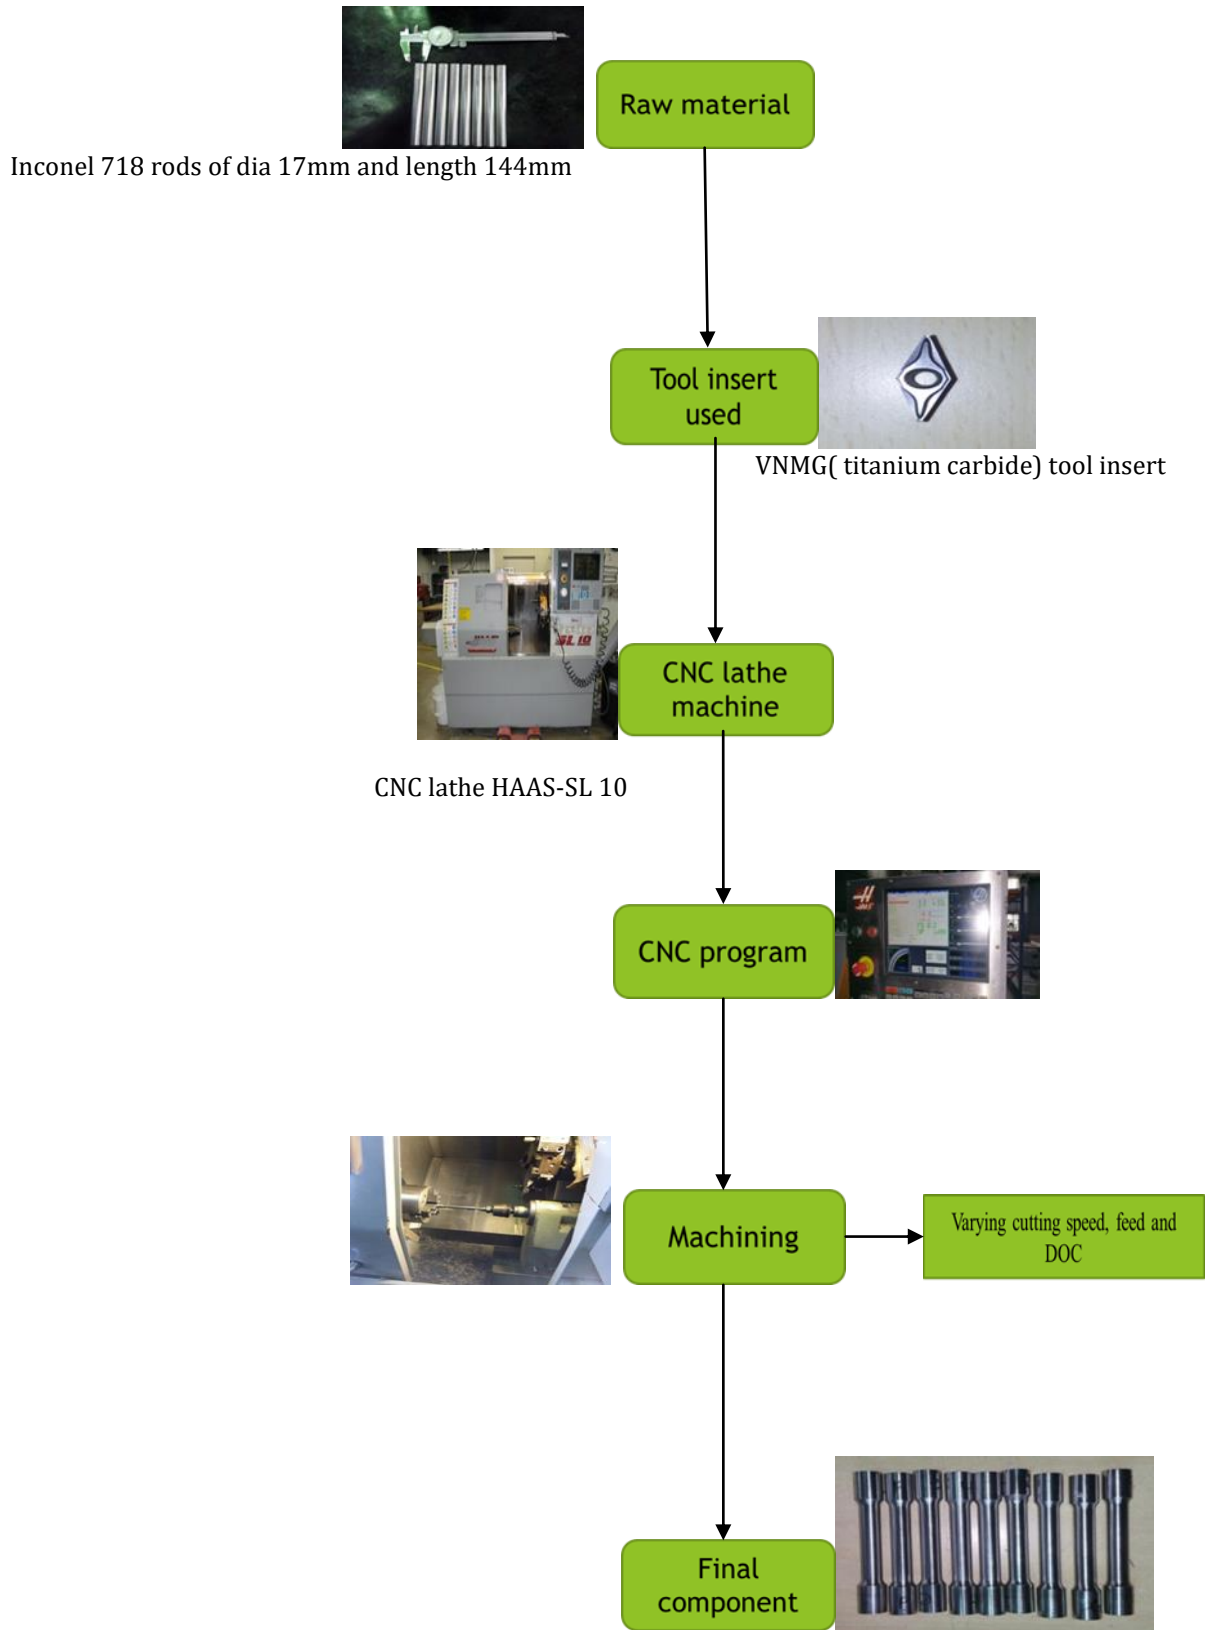 Raw material
Inconel 718 rods of dia 17mm and length 144mm
Tool insert
used
VNMG( titanium carbide) tool insert
SL 10
CNC lathe
machine
CNC lathe HAAS-SL 10
CNC program
Machining
Varying cutting speed, feed and
DOC
Final
component